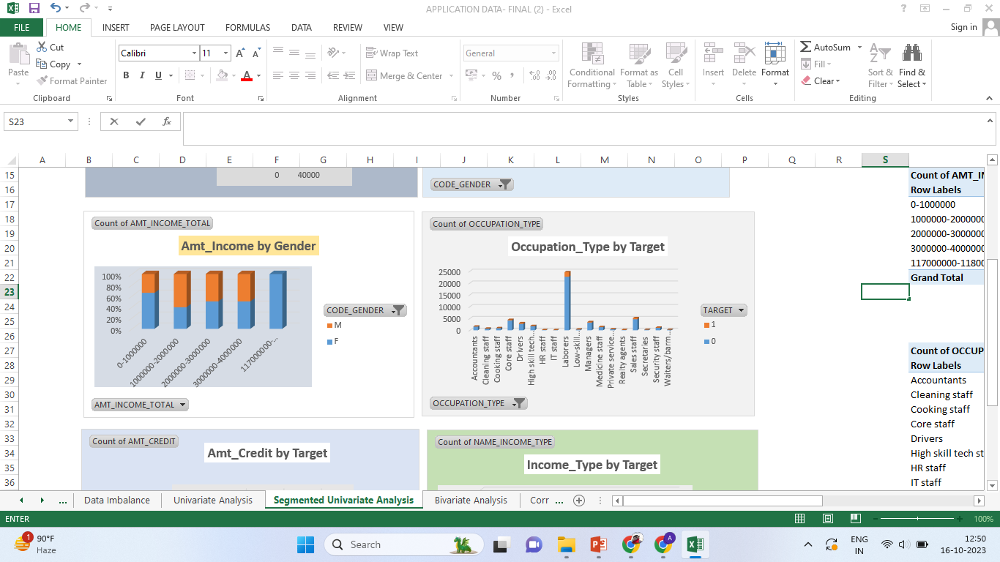 APPLICATION DATA- FINAL (2) - Excel
FILE HOME INSERT PAGE LAYOUT FORMULAS DATA REVIEW VIEW Sign in
Cut
Copy
Format Painter
Paste
Clipboard
Calibri 11
B I U
Font
Wrap Text
Merge & Center
Alignment
General
Number
Conditional Formatting
Format as Table
Cell Styles
Styles
Insert Delete Format
Cells
AutoSum
Fill
Clear
Sort & Filter
Find & Select
Editing
S23
fx
A B C D E F G H I J K L M N O P Q R S
15
16
17
18
19
20
21
22
23
24
25
26
27
28
29
30
31
32
33
34
35
36
0 40000
CODE_GENDER
Count of AMT_INCOME_TOTAL
Amt_Income by Gender
100%
80%
60%
40%
20%
0%
0-1000000
1000000-2000000
2000000-3000000
3000000-4000000
117000000-...
CODE_GENDER
M
F
AMT_INCOME_TOTAL
Count of OCCUPATION_TYPE
Occupation_Type by Target
25000
20000
15000
10000
5000
0
Accountants
Cleaning staff
Cooking staff
Core staff
Drivers
High skill tech...
HR staff
IT staff
Laborers
Low-skill...
Managers
Medicine staff
Private service...
Realty agents
Sales staff
Secretaries
Security staff
Waiters/barm...
TARGET
1
0
OCCUPATION_TYPE
Count of AMT_CREDIT
Amt_Credit by Target
Count of NAME_INCOME_TYPE
Income_Type by Target
Count of AMT_I
Row Labels
0-1000000
1000000-2000000
2000000-3000000
3000000-4000000
117000000-11800
Grand Total
Count of OCCUP
Row Labels
Accountants
Cleaning staff
Cooking staff
Core staff
Drivers
High skill tech st
HR staff
IT staff
... Data Imbalance Univariate Analysis Segmented Univariate Analysis Bivariate Analysis Corr ...
ENTER 100%
1
90°F
Haze
Search
A
ENG
IN
12:50
16-10-2023